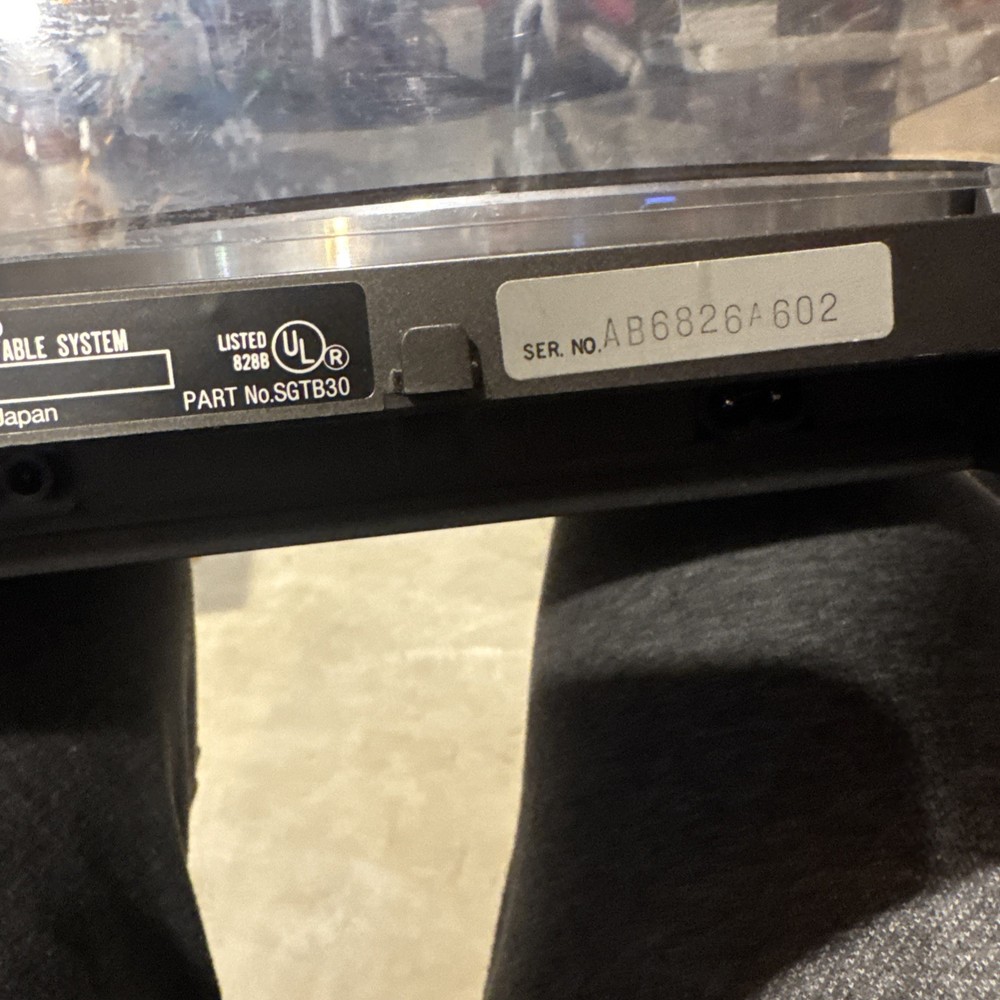 ABLE SYSTEM
LISTED UL ®
828B
PART No.SGTB30
Japan
SER. NO. AB6826A602